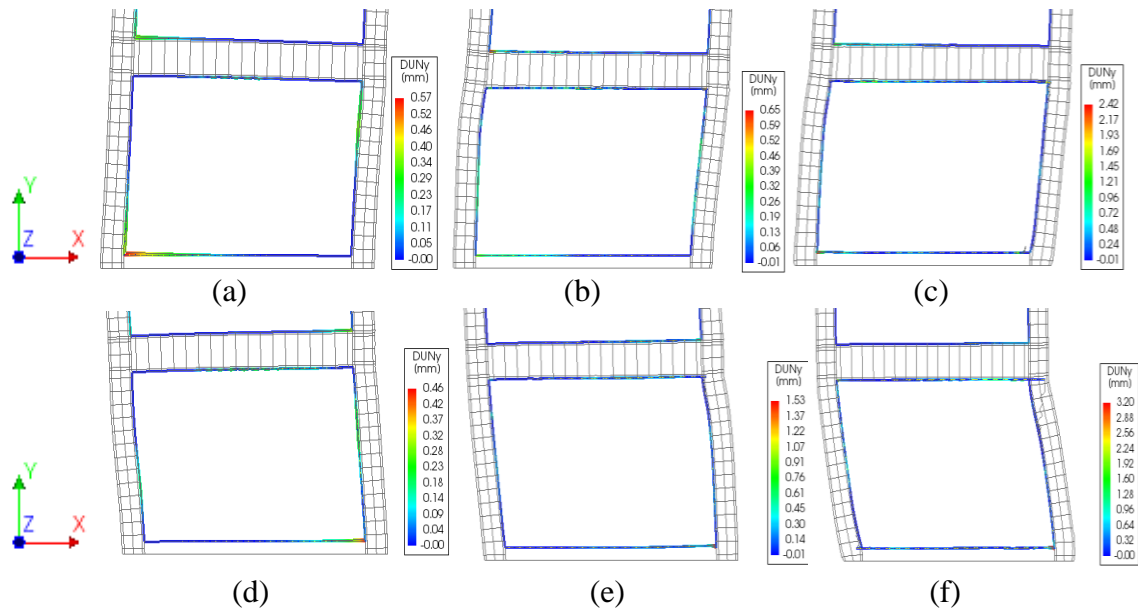 DUNy
(mm)
0.57
0.52
0.46
0.40
0.34
0.29
0.23
0.17
0.11
0.05
-0.00
DUNy
(mm)
0.65
0.59
0.52
0.46
0.39
0.32
0.26
0.19
0.13
0.06
-0.01
DUNy
(mm)
2.42
2.17
1.93
1.69
1.45
1.21
0.96
0.72
0.48
0.24
-0.01
Y
Z
X
(a)
(b)
(c)
DUNy
(mm)
0.46
0.42
0.37
0.32
0.28
0.23
0.18
0.14
0.09
0.04
-0.00
DUNy
(mm)
1.53
1.37
1.22
1.07
0.91
0.76
0.61
0.45
0.30
0.14
-0.01
DUNy
(mm)
3.20
2.88
2.56
2.24
1.92
1.60
1.28
0.96
0.64
0.32
-0.00
Y
Z
X
(d)
(e)
(f)